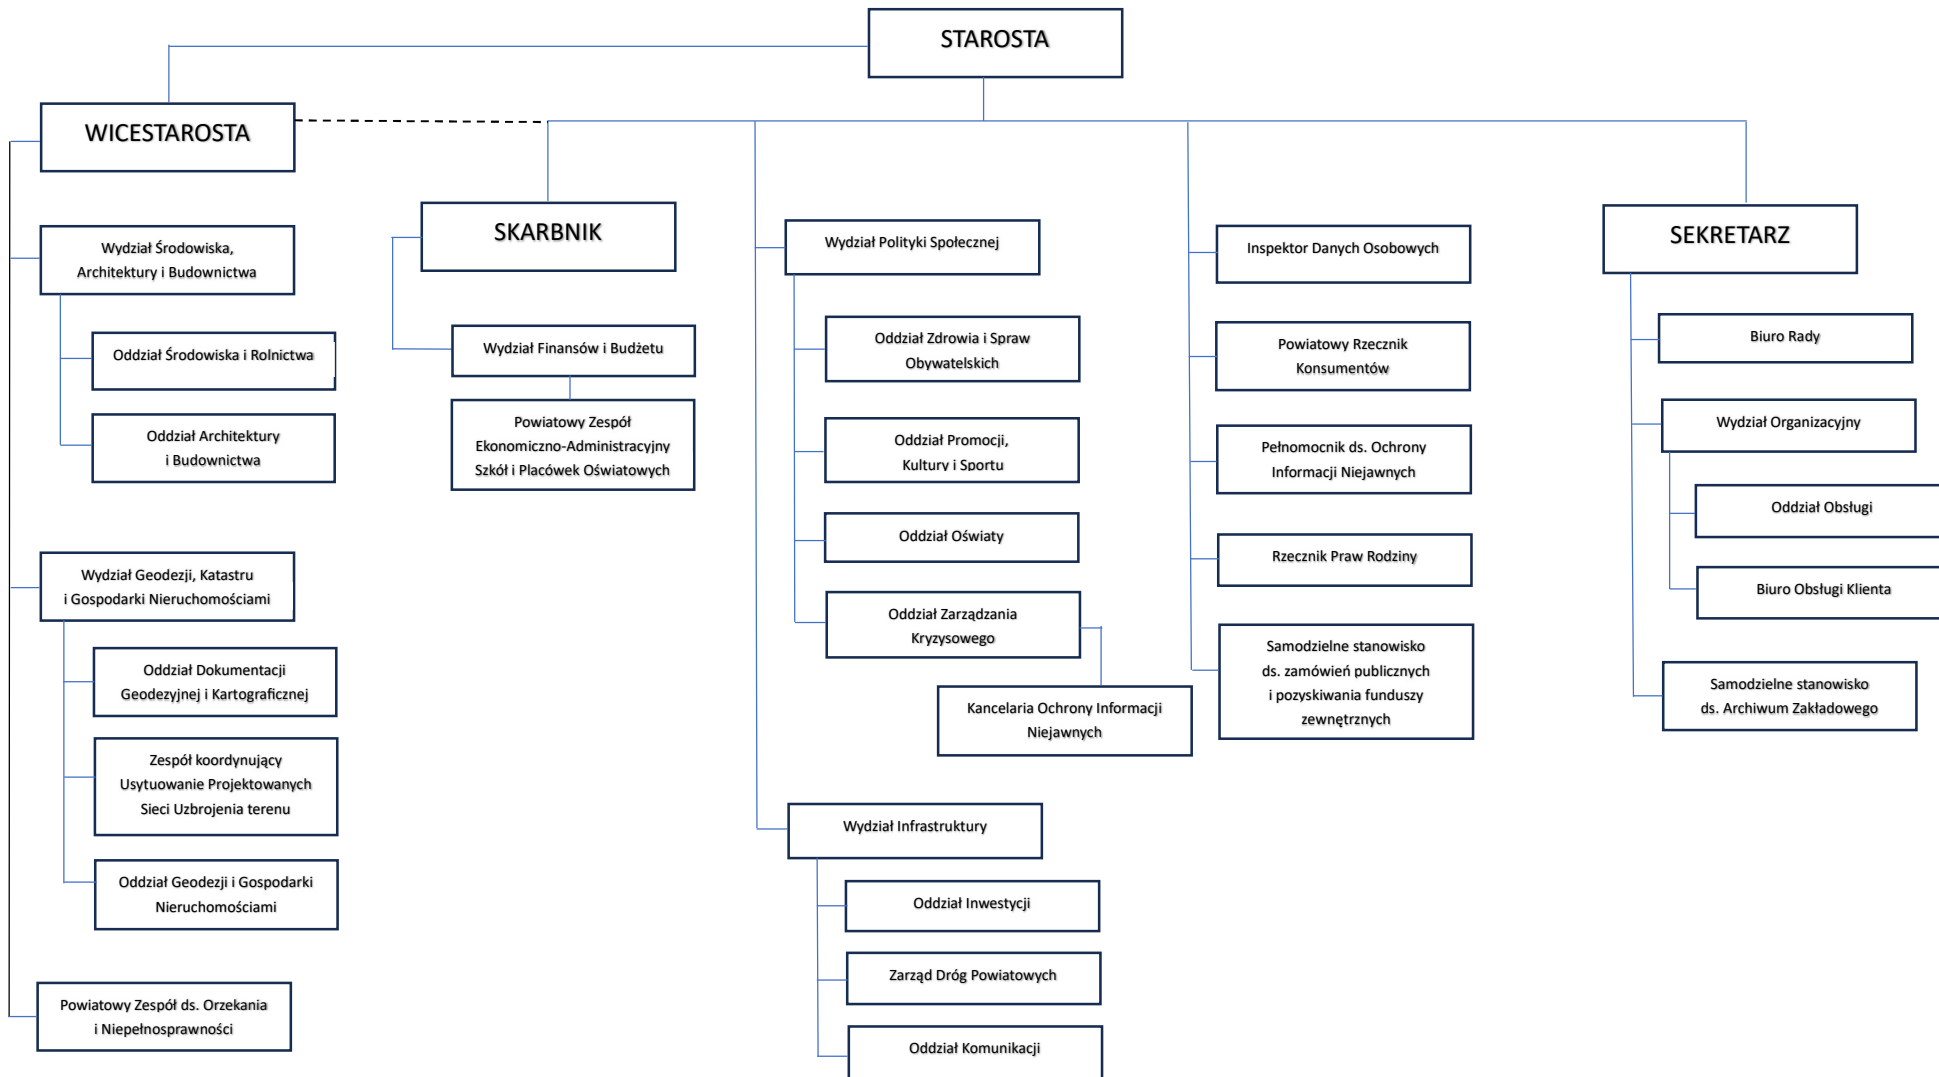 STAROSTA
WICESTAROSTA
Wydział Środowiska,
Architektury i Budownictwa
Oddział Środowiska i Rolnictwa
Oddział Architektury
i Budownictwa
Wydział Geodezji, Katastru
i Gospodarki Nieruchomościami
Oddział Dokumentacji
Geodezyjnej i Kartograficznej
Zespół koordynujący
Usytuowanie Projektowanych
Sieci Uzbrojenia terenu
Oddział Geodezji i Gospodarki
Nieruchomościami
Powiatowy Zespół ds. Orzekania
i Niepełnosprawności
SKARBNIK
Wydział Finansów i Budżetu
Powiatowy Zespół
Ekonomiczno-Administracyjny
Szkół i Placówek Oświatowych
Wydział Polityki Społecznej
Oddział Zdrowia i Spraw
Obywatelskich
Oddział Promocji,
Kultury i Sportu
Oddział Oświaty
Oddział Zarządzania
Kryzysowego
Kancelaria Ochrony Informacji
Niejawnych
Wydział Infrastruktury
Oddział Inwestycji
Zarząd Dróg Powiatowych
Oddział Komunikacji
Inspektor Danych Osobowych
Powiatowy Rzecznik
Konsumentów
Pełnomocnik ds. Ochrony
Informacji Niejawnych
Rzecznik Praw Rodziny
Samodzielne stanowisko
ds. zamówień publicznych
i pozyskiwania funduszy
zewnętrznych
SEKRETARZ
Biuro Rady
Wydział Organizacyjny
Oddział Obsługi
Biuro Obsługi Klienta
Samodzielne stanowisko
ds. Archiwum Zakładowego